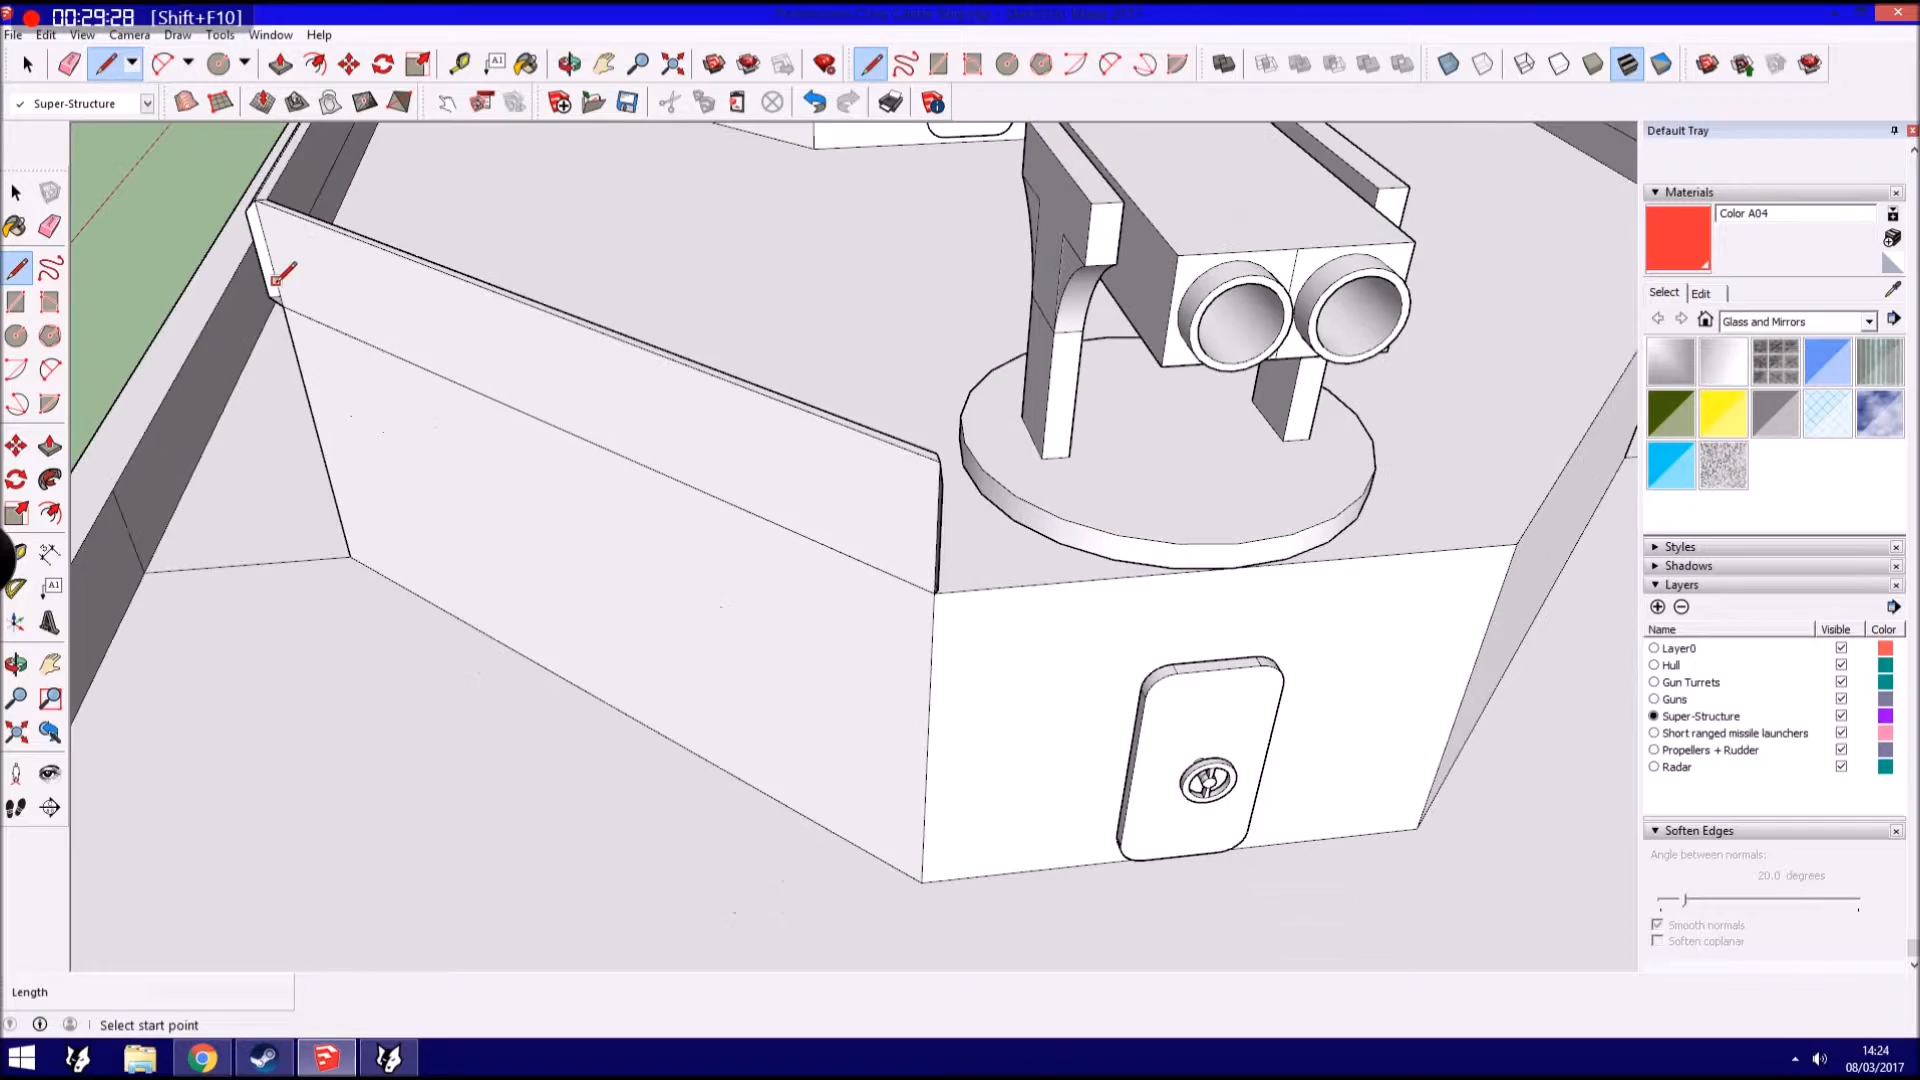 00:29:28 [Shift+F10]
File Edit View Camera Draw Tools Window Help
A1
✓ Super-Structure
Default Tray
Materials
Color A04
Select Edit
Glass and Mirrors
A1
Styles
Shadows
Layers
Name Visible Color
Layer0
Hull
Gun Turrets
Guns
Super-Structure
Short ranged missile launchers
Propellers + Rudder
Radar
Soften Edges
Angle between normals:
20.0 degrees
Smooth normals
Soften coplanar
Length
Select start point
14:24
08/03/2017